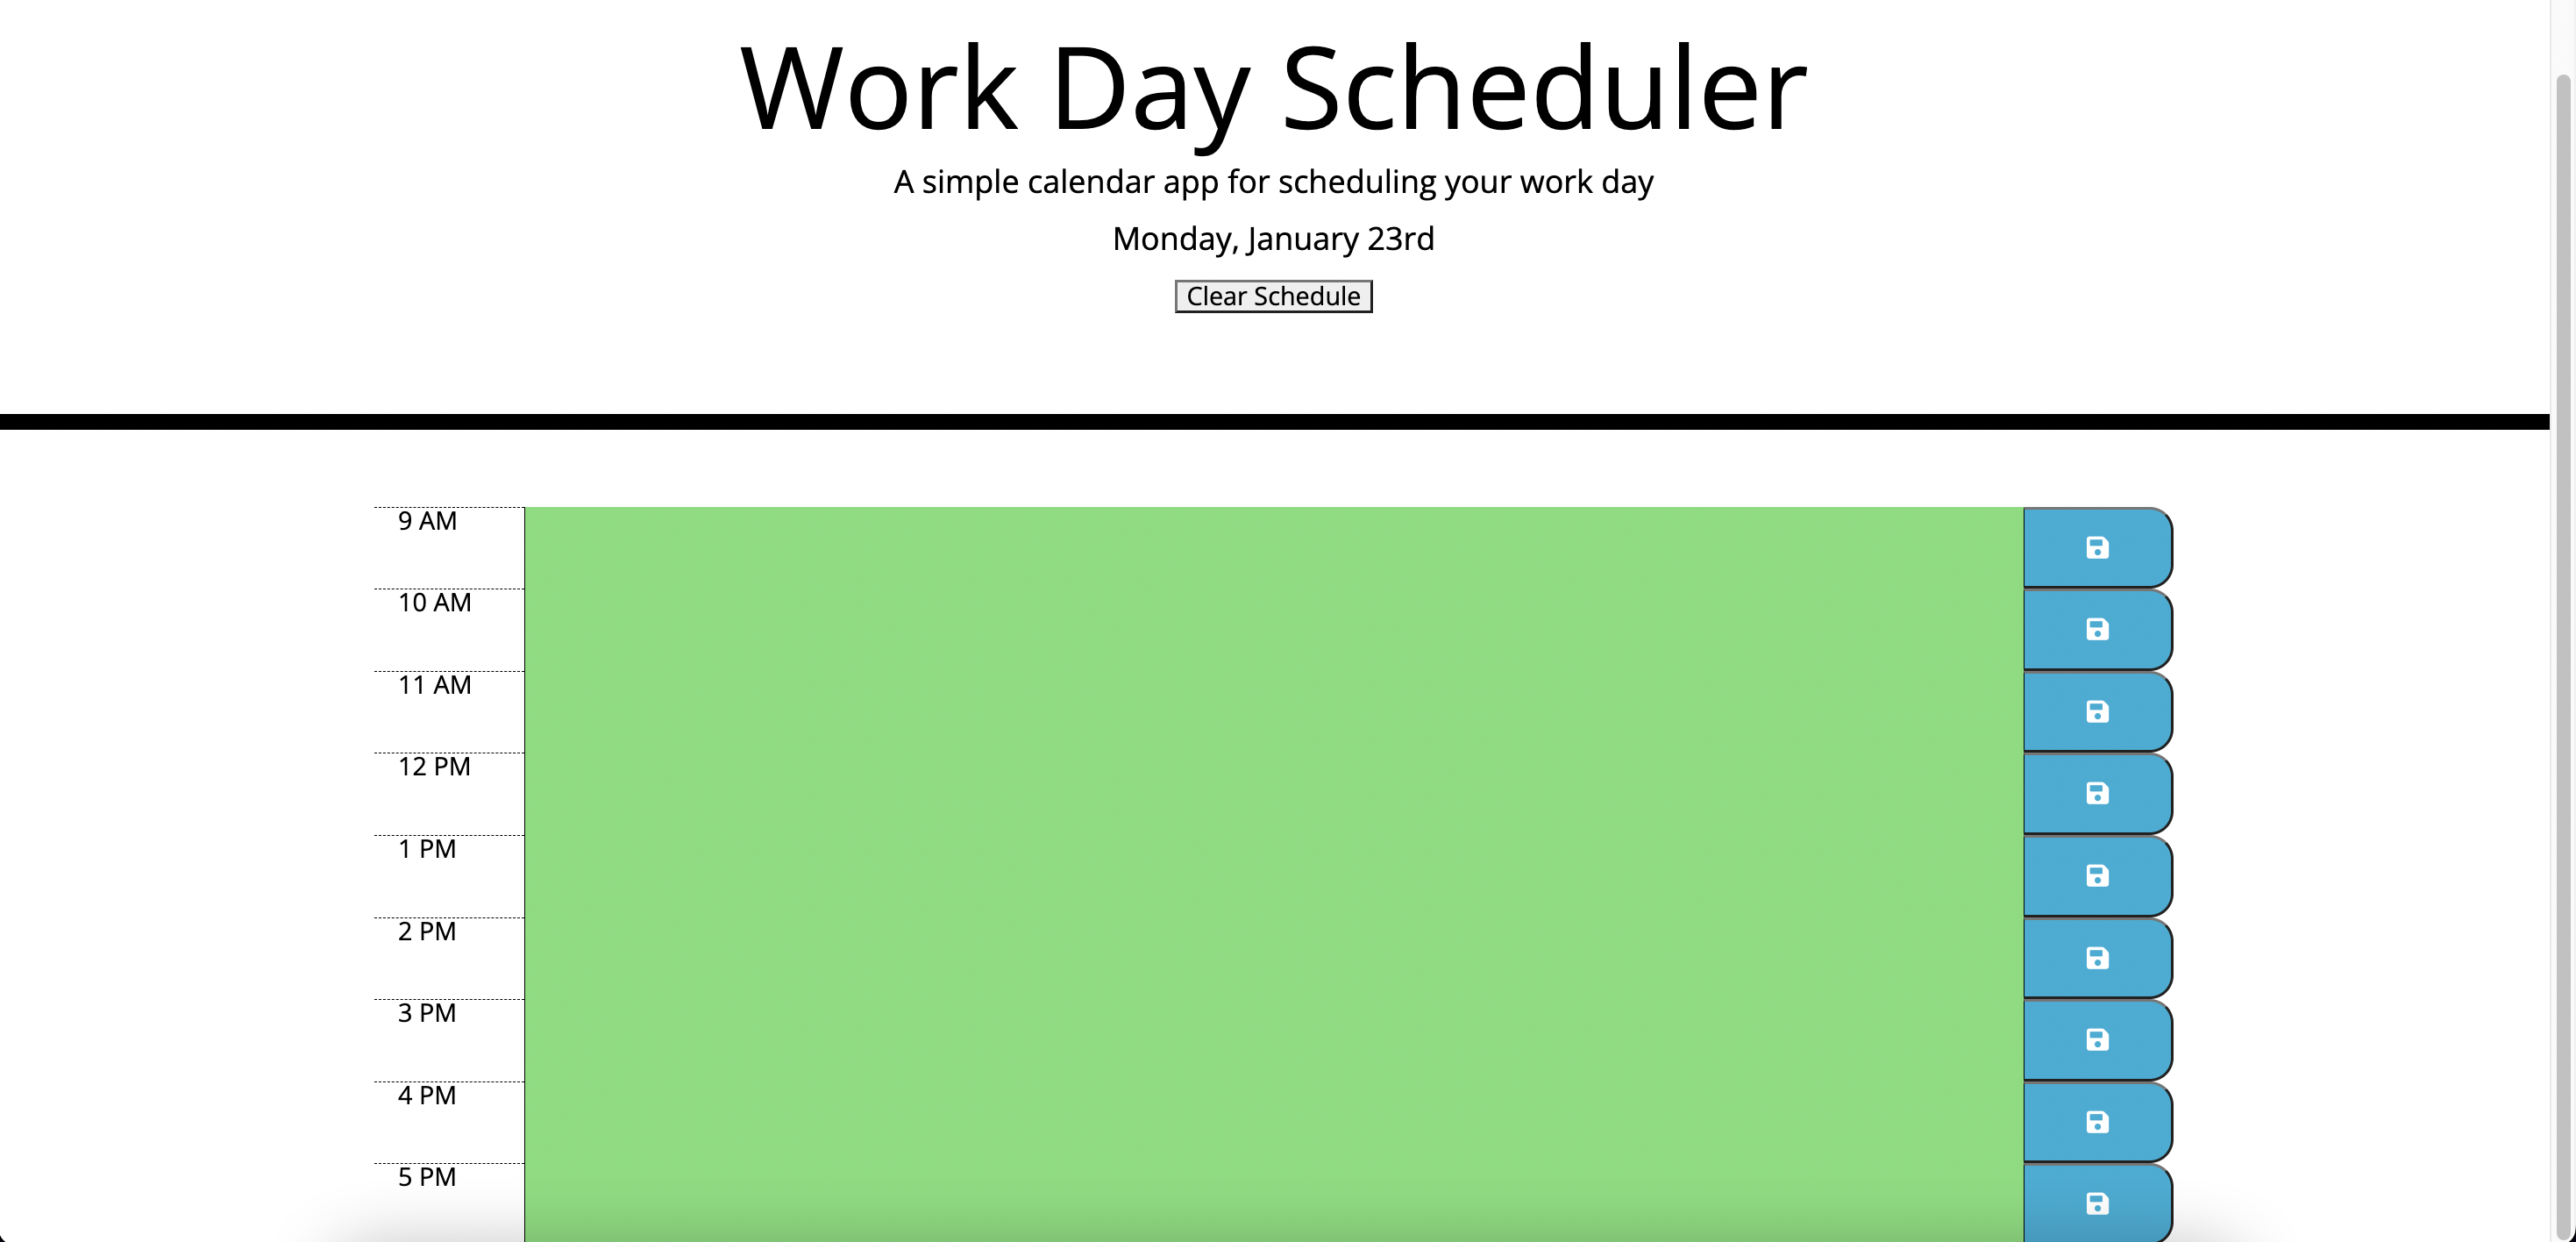 Work Day Scheduler
A simple calendar app for scheduling your work day
Monday, January 23rd
Clear Schedule
9 AM
10 AM
11 AM
12 PM
1 PM
2 PM
3 PM
4 PM
5 PM